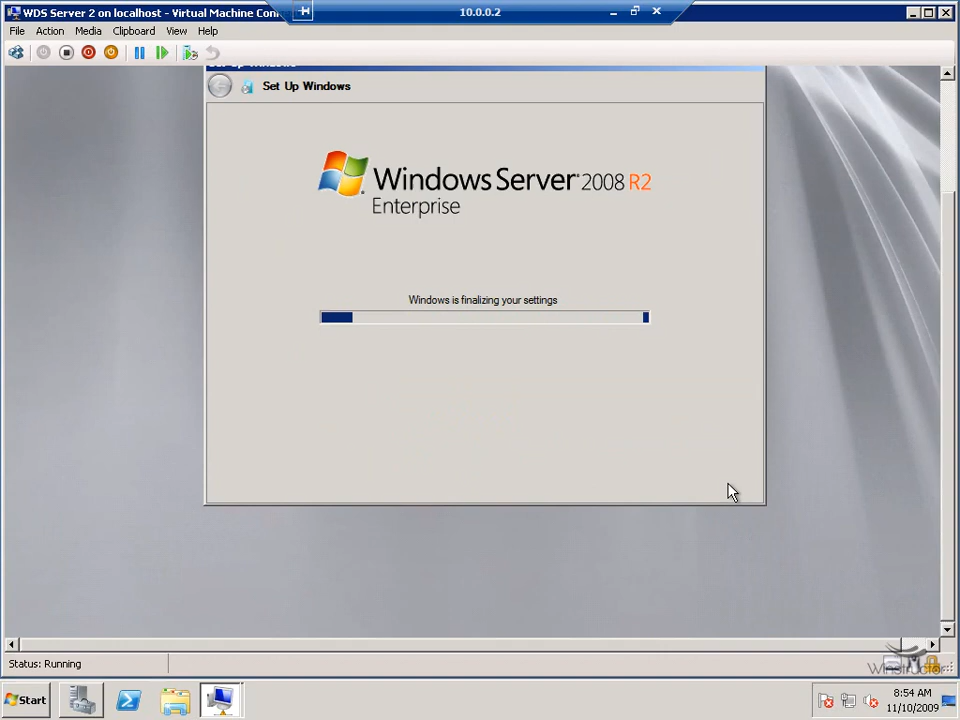 WDS Server 2 on localhost - Virtual Machine Con
10.0.0.2
File Action Media Clipboard View Help
Set Up Windows
Windows Server 2008 R2
Enterprise
Windows is finalizing your settings
Status: Running
Winstructor
Start
8:54 AM
11/10/2009